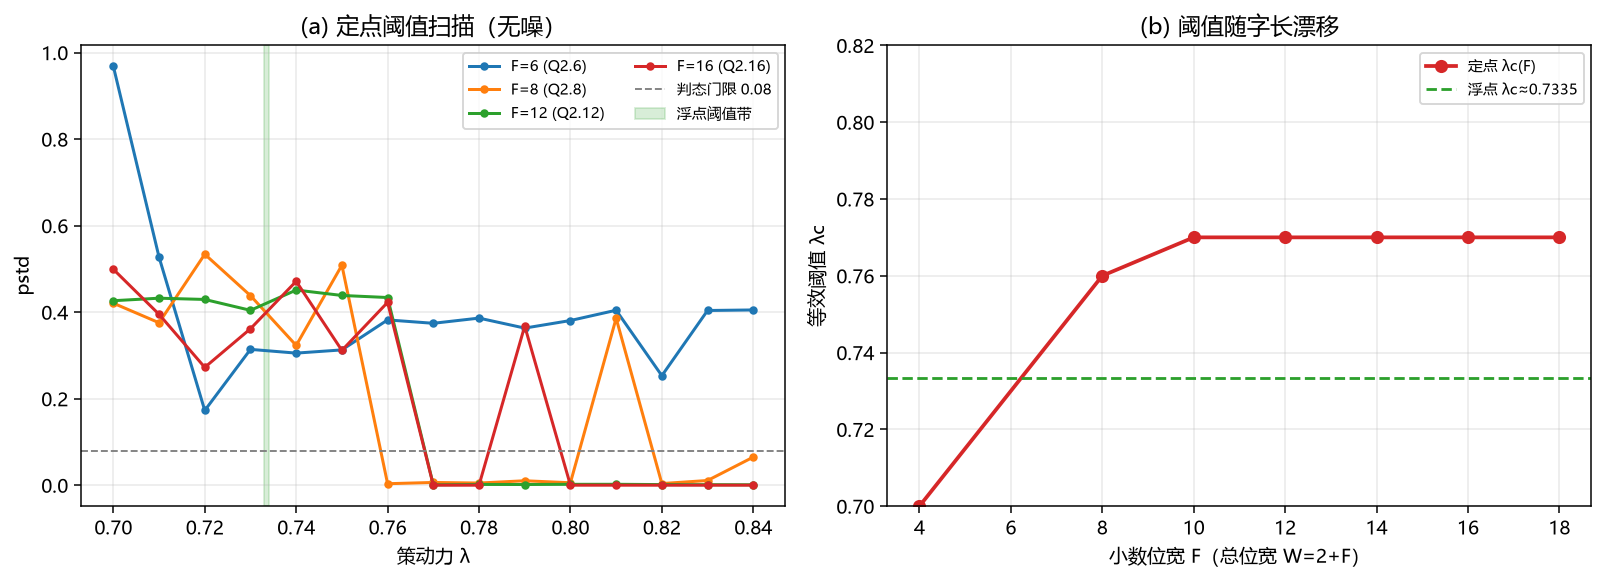 (a) 定点阈值扫描（无噪）
1.0
0.8
0.6
0.4
0.2
0.0
pstd
F=6 (Q2.6)
F=8 (Q2.8)
F=12 (Q2.12)
F=16 (Q2.16)
判态门限 0.08
浮点阈值带
0.70 0.72 0.74 0.76 0.78 0.80 0.82 0.84
策动力 λ
(b) 阈值随字长漂移
0.82
0.80
0.78
0.76
0.74
0.72
0.70
等效阈值 λc
定点 λc(F)
浮点 λc≈0.7335
4 6 8 10 12 14 16 18
小数位宽 F（总位宽 W=2+F）